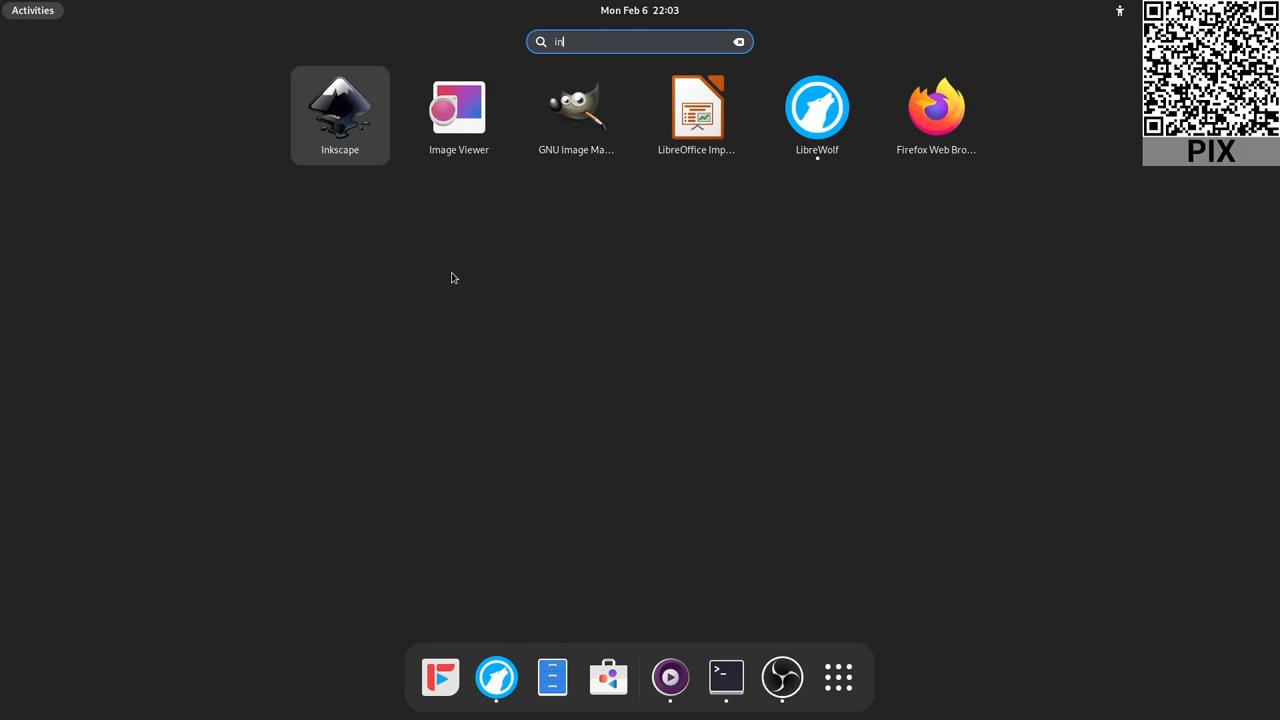 Activities
Mon Feb 6 22:03
in
Inkscape
Image Viewer
GNU Image Ma...
LibreOffice Imp...
LibreWolf
Firefox Web Bro...
PIX
>_